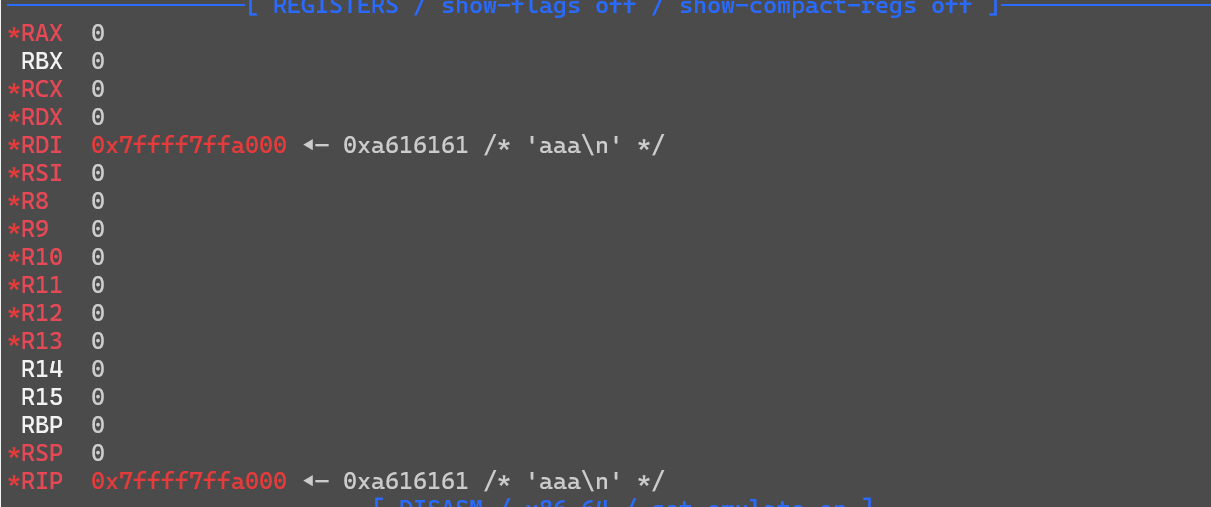 [ REGISTERS / show-flags off / show-compact-regs off ]
*RAX  0
 RBX  0
*RCX  0
*RDX  0
*RDI  0x7ffff7ffa000 ◂— 0xa616161 /* 'aaa\n' */
*RSI  0
*R8   0
*R9   0
*R10  0
*R11  0
*R12  0
*R13  0
 R14  0
 R15  0
 RBP  0
*RSP  0
*RIP  0x7ffff7ffa000 ◂— 0xa616161 /* 'aaa\n' */
[ DISASM / x86-64 / set emulate on ]